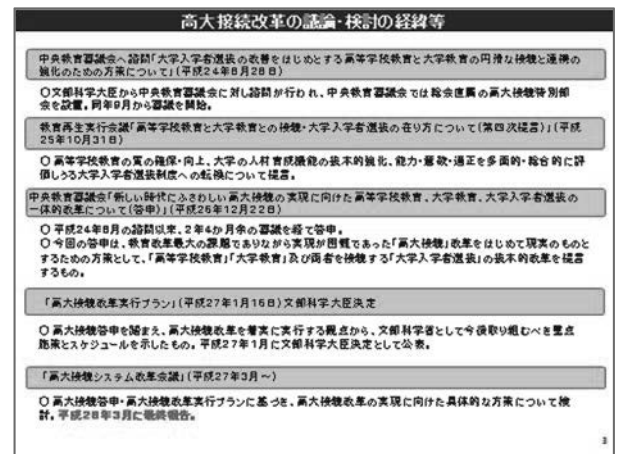 高大接続改革の議論・検討の経緯等
中央教育審議会へ諮問「大学入学者選抜の改善をはじめとする高等学校教育と大学教育の円滑な接続と連携の
強化のための方策について」(平成24年8月28日)
○文部科学大臣から中央教育審議会に対し諮問が行われ、中央教育審議会では総会直属の高大接続特別部
会を設置。同年9月から審議を開始。
教育再生実行会議「高等学校教育と大学教育との接続・大学入学者選抜の在り方について(第四次提言)」(平成
25年10月31日)
○高等学校教育の質の確保・向上、大学の人材育成機能の抜本的強化、能力・意欲・適正を多面的・総合的に評
価しうる大学入学者選抜制度への転換について提言。
中央教育審議会「新しい時代にふさわしい高大接続の実現に向けた高等学校教育、大学教育、大学入学者選抜の
一体的改革について(答申)」(平成26年12月22日)
○ 平成24年8月の諮問以来、2年4か月余の審議を経て答申。
○ 今回の答申は、教育改革最大の課題でありながら実現が困難であった「高大接続」改革をはじめて現実のものと
するための方策として、「高等学校教育」「大学教育」及び両者を接続する「大学入学者選抜」の抜本的改革を提言
するもの。
「高大接続改革実行プラン」(平成27年1月16日)文部科学大臣決定
○ 高大接続答申を踏まえ、高大接続改革を着実に実行する観点から、文部科学省として今後取り組むべき重点
施策とスケジュールを示したもの。平成27年1月に文部科学大臣決定として公表。
「高大接続システム改革会議」(平成27年3月~)
○ 高大接続答申・高大接続改革実行プランに基づき、高大接続改革の実現に向けた具体的な方策について検
討。平成28年3月に最終報告。
3